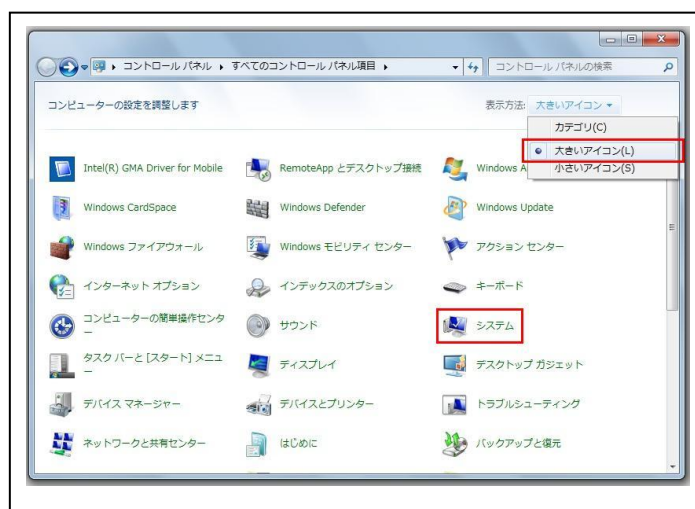 コントロール パネル ▸ すべてのコントロール パネル項目 ▸
コントロール パネルの検索
コンピューターの設定を調整します
表示方法: 大きいアイコン ▾
カテゴリ(C)
大きいアイコン(L)
小さいアイコン(S)
Intel(R) GMA Driver for Mobile
RemoteApp とデスクトップ接続
Windows A
Windows CardSpace
Windows Defender
Windows Update
Windows ファイアウォール
Windows モビリティ センター
アクション センター
インターネット オプション
インデックスのオプション
キーボード
コンピューターの簡単操作センタ
ー
サウンド
システム
タスク バーと [スタート] メニュ
ー
ディスプレイ
デスクトップ ガジェット
デバイス マネージャー
デバイスとプリンター
トラブルシューティング
ネットワークと共有センター
はじめに
バックアップと復元